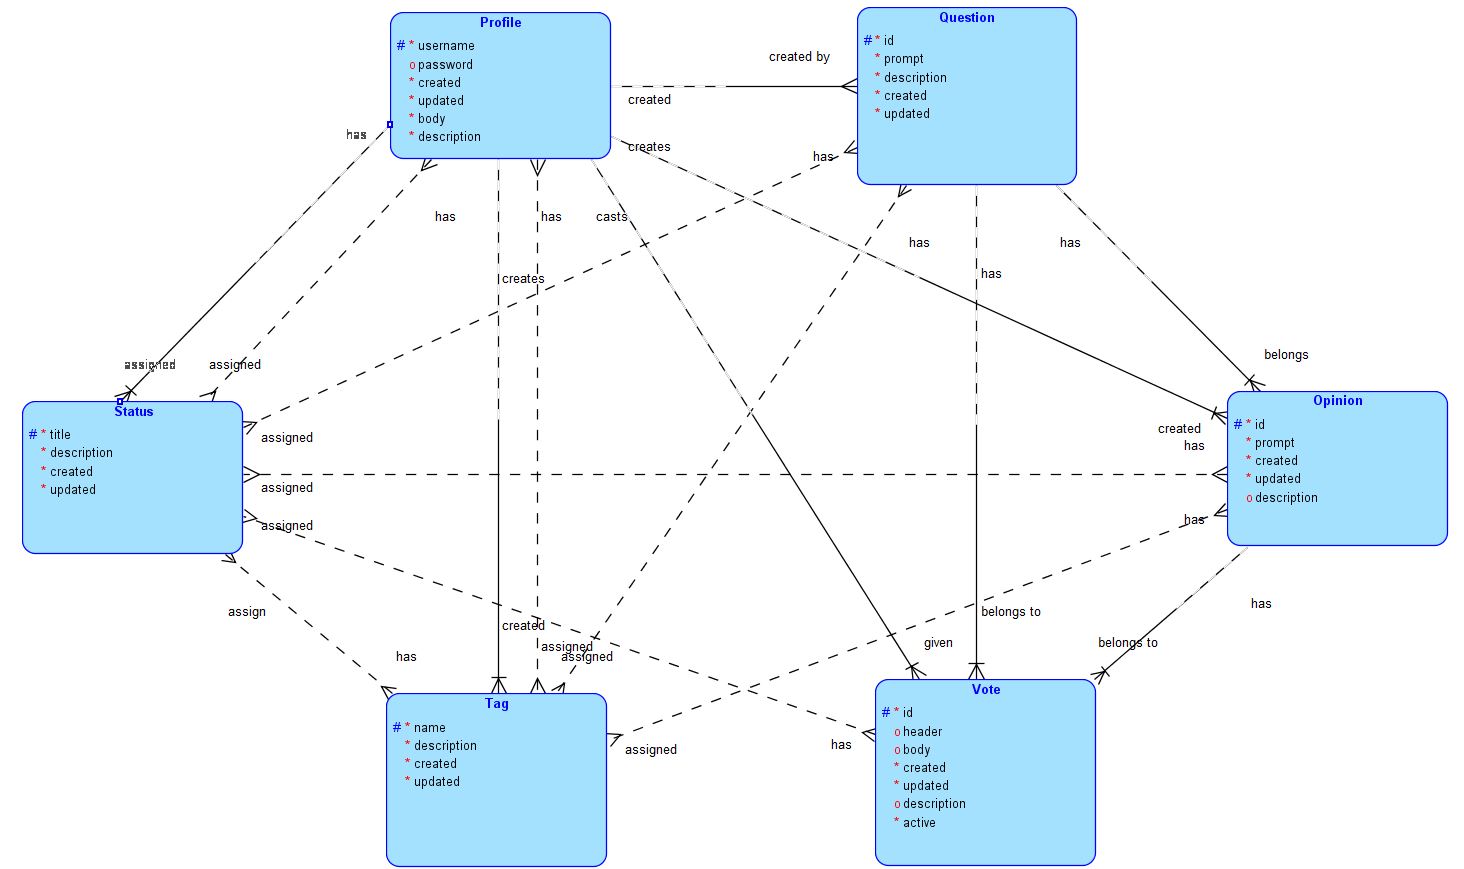 Profile
# * username
o password
* created
* updated
* body
* description
Question
# * id
* prompt
* description
* created
* updated
created by
created
creates
has
has
has
has
casts
has
has
has
creates
assigned
assigned
belongs
Status
# * title
* description
* created
* updated
Opinion
# * id
* prompt
* created
* updated
o description
assigned
created
has
assigned
assigned
has
assign
has
created
assigned
assigned
belongs to
given
belongs to
has
Tag
# * name
* description
* created
* updated
assigned
has
Vote
# * id
o header
o body
* created
* updated
o description
* active